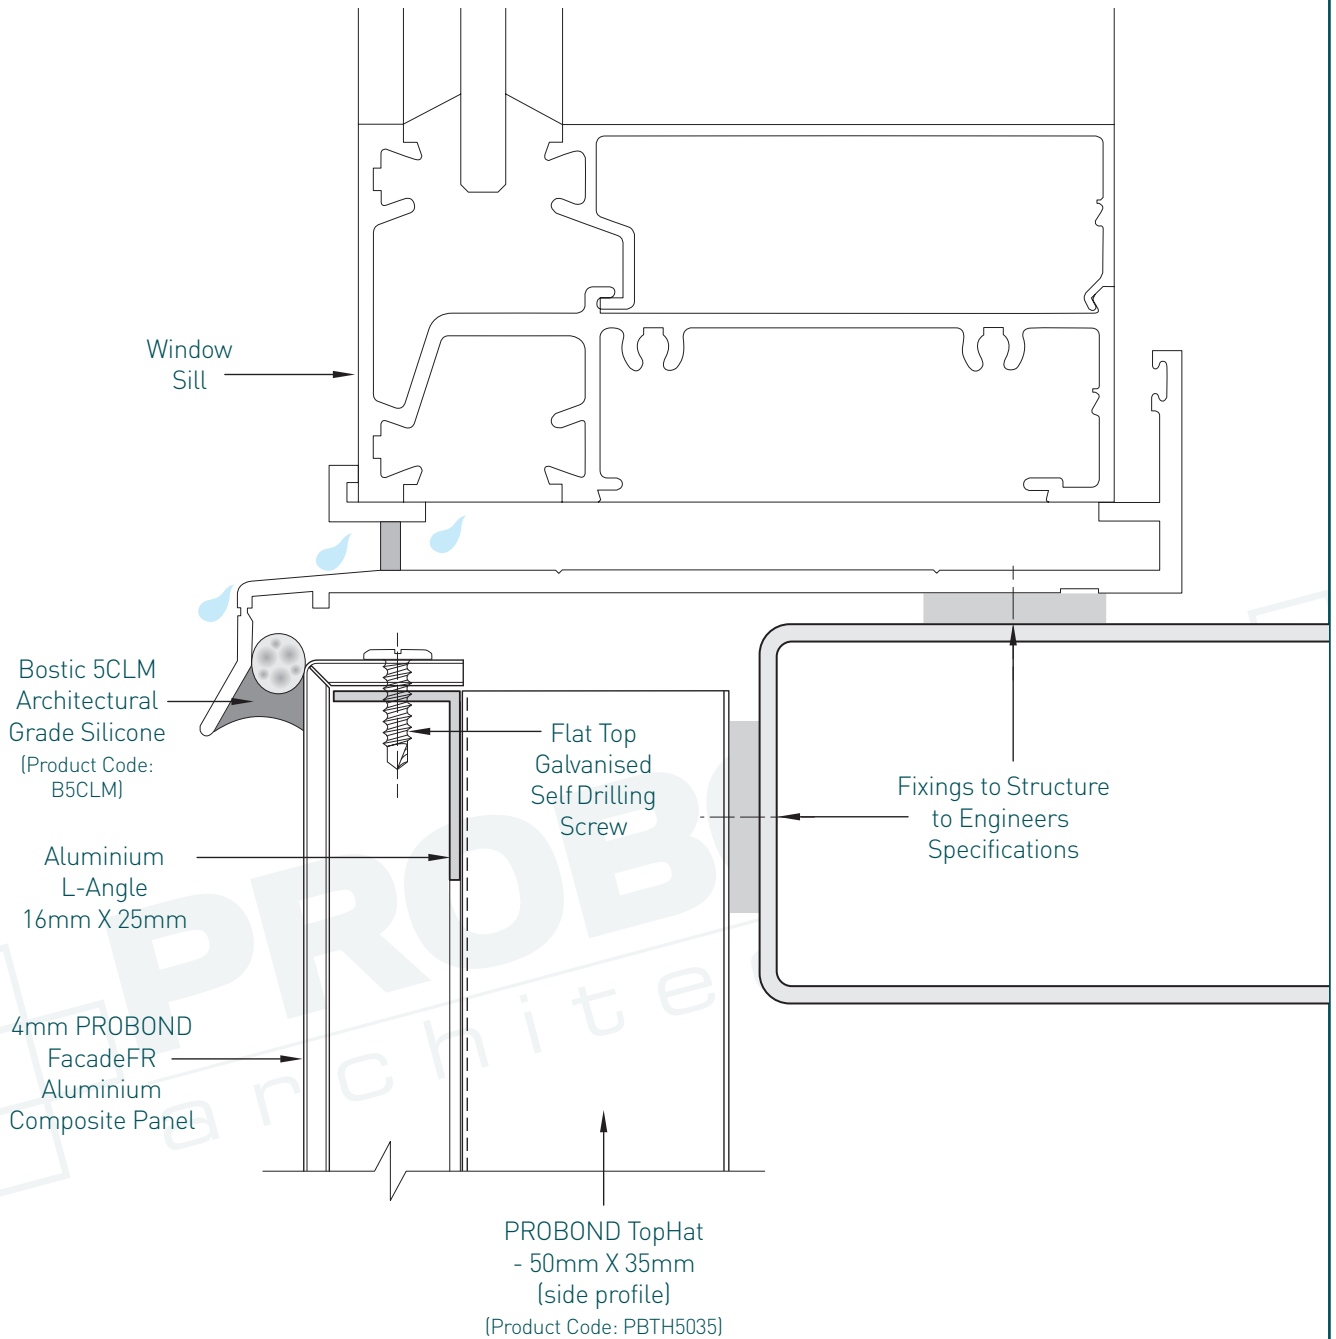 Window
Sill
Bostic 5CLM
Architectural
Grade Silicone
(Product Code:
B5CLM)
Flat Top
Galvanised
Self Drilling
Screw
Fixings to Structure
to Engineers
Specifications
Aluminium
L-Angle
16mm X 25mm
4mm PROBOND
FacadeFR
Aluminium
Composite Panel
PROBOND TopHat
- 50mm X 35mm
(side profile)
(Product Code: PBTH5035)
PROBO
archite